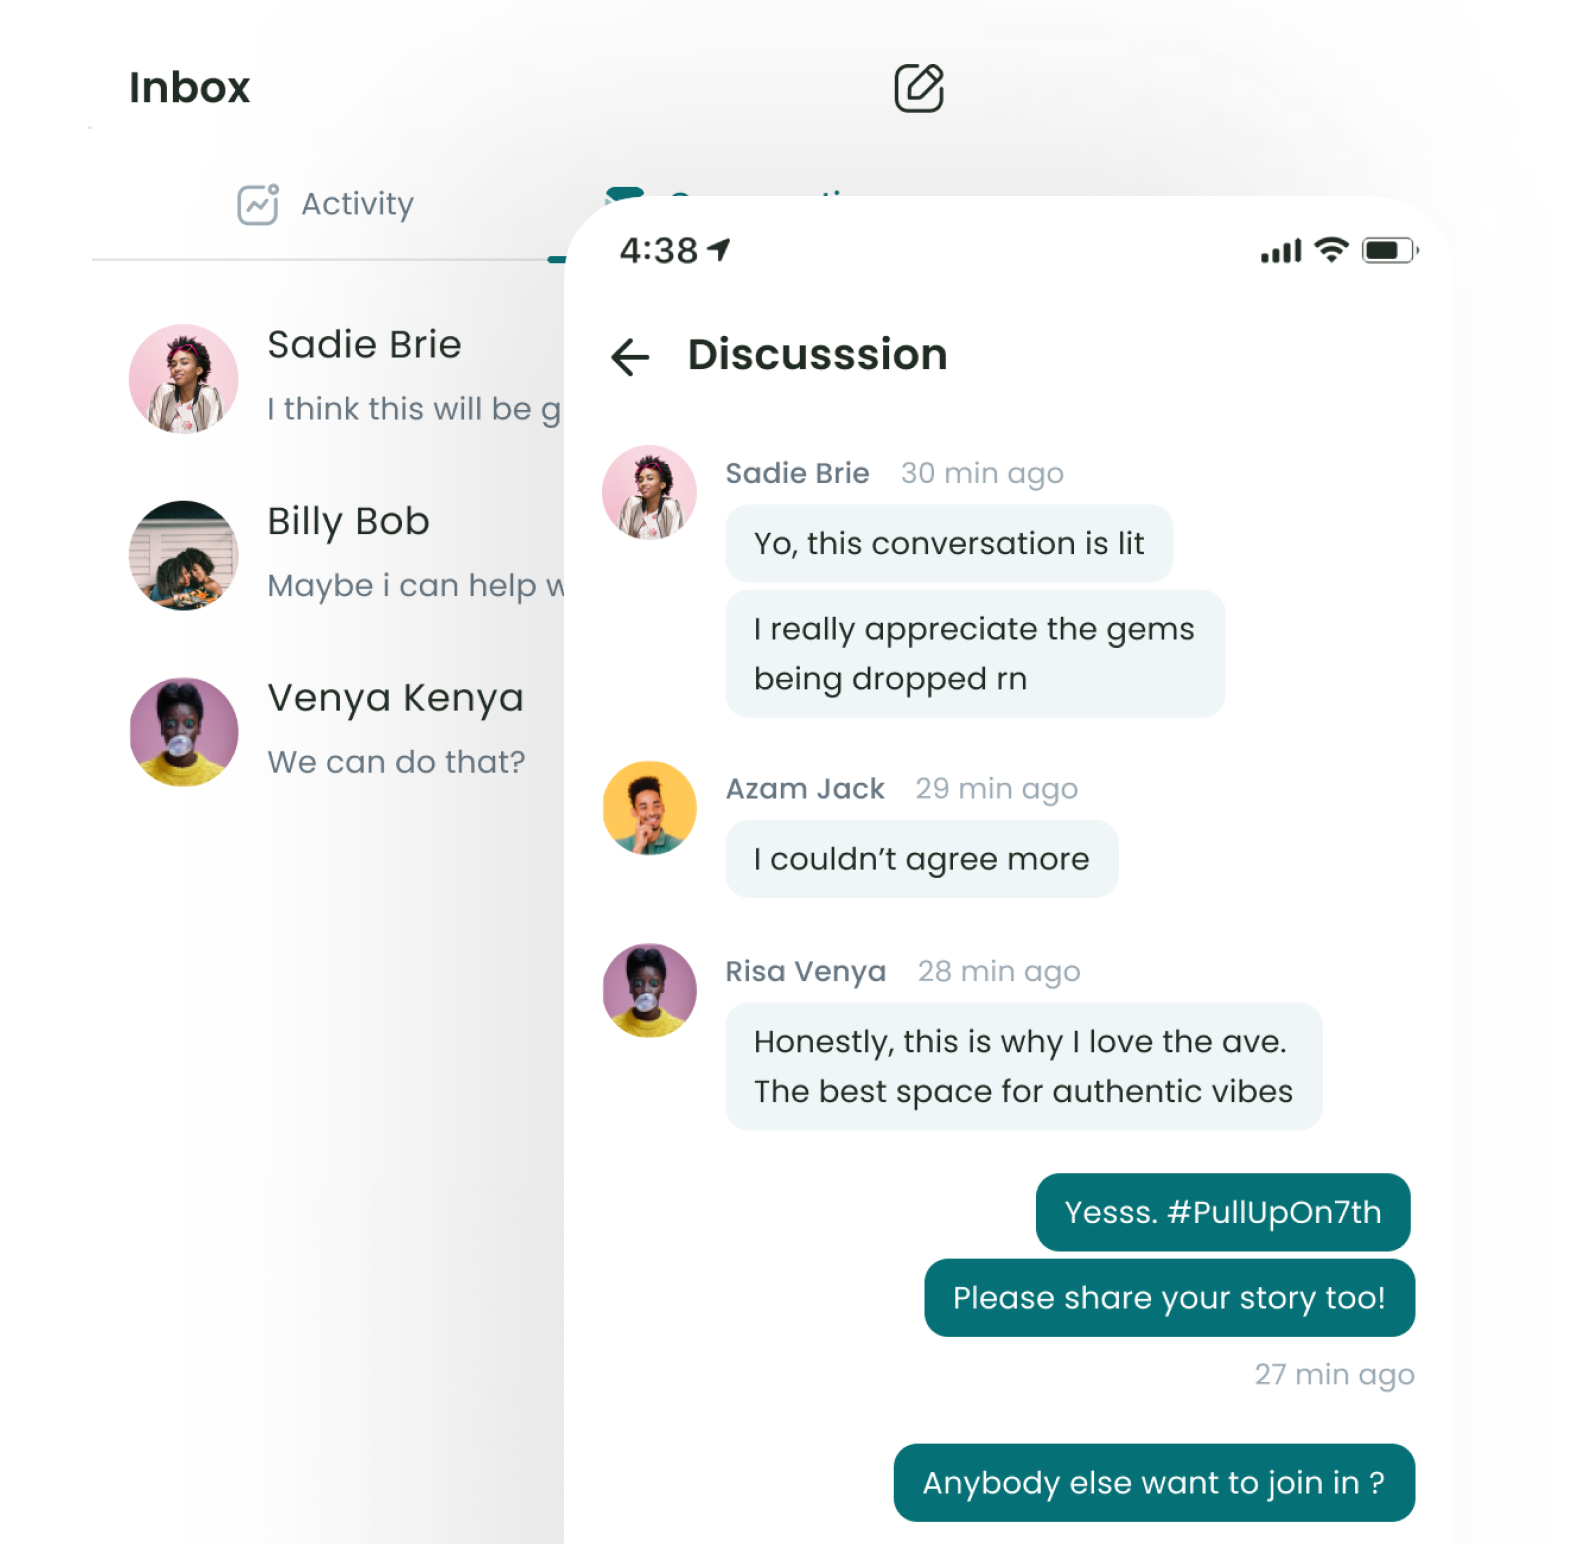 Inbox
Activity
Sadie Brie
I think this will be
Billy Bob
Maybe i can help
Venya Kenya
We can do that?
4:38
Discusssion
Sadie Brie 30 min ago
Yo, this conversation is lit
I really appreciate the gems
being dropped rn
Azam Jack 29 min ago
I couldn’t agree more
Risa Venya 28 min ago
Honestly, this is why I love the ave.
The best space for authentic vibes
Yesss. #PullUpOn7th
Please share your story too!
27 min ago
Anybody else want to join in ?